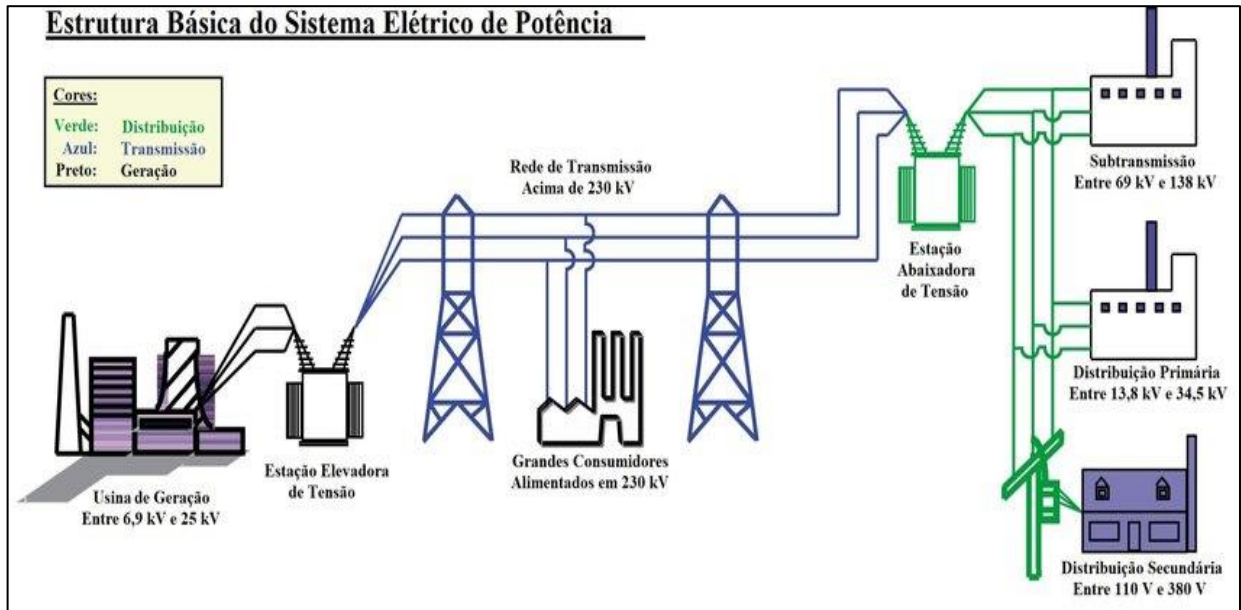 Estrutura Básica do Sistema Elétrico de Potência
Cores:
Verde: Distribuição
Azul: Transmissão
Preto: Geração
Rede de Transmissão
Acima de 230 kV
Subtransmissão
Entre 69 kV e 138 kV
Estação
Abaixadora
de Tensão
Distribuição Primária
Entre 13,8 kV e 34,5 kV
Grandes Consumidores
Alimentados em 230 kV
Estação Elevadora
de Tensão
Usina de Geração
Entre 6,9 kV e 25 kV
Distribuição Secundária
Entre 110 V e 380 V